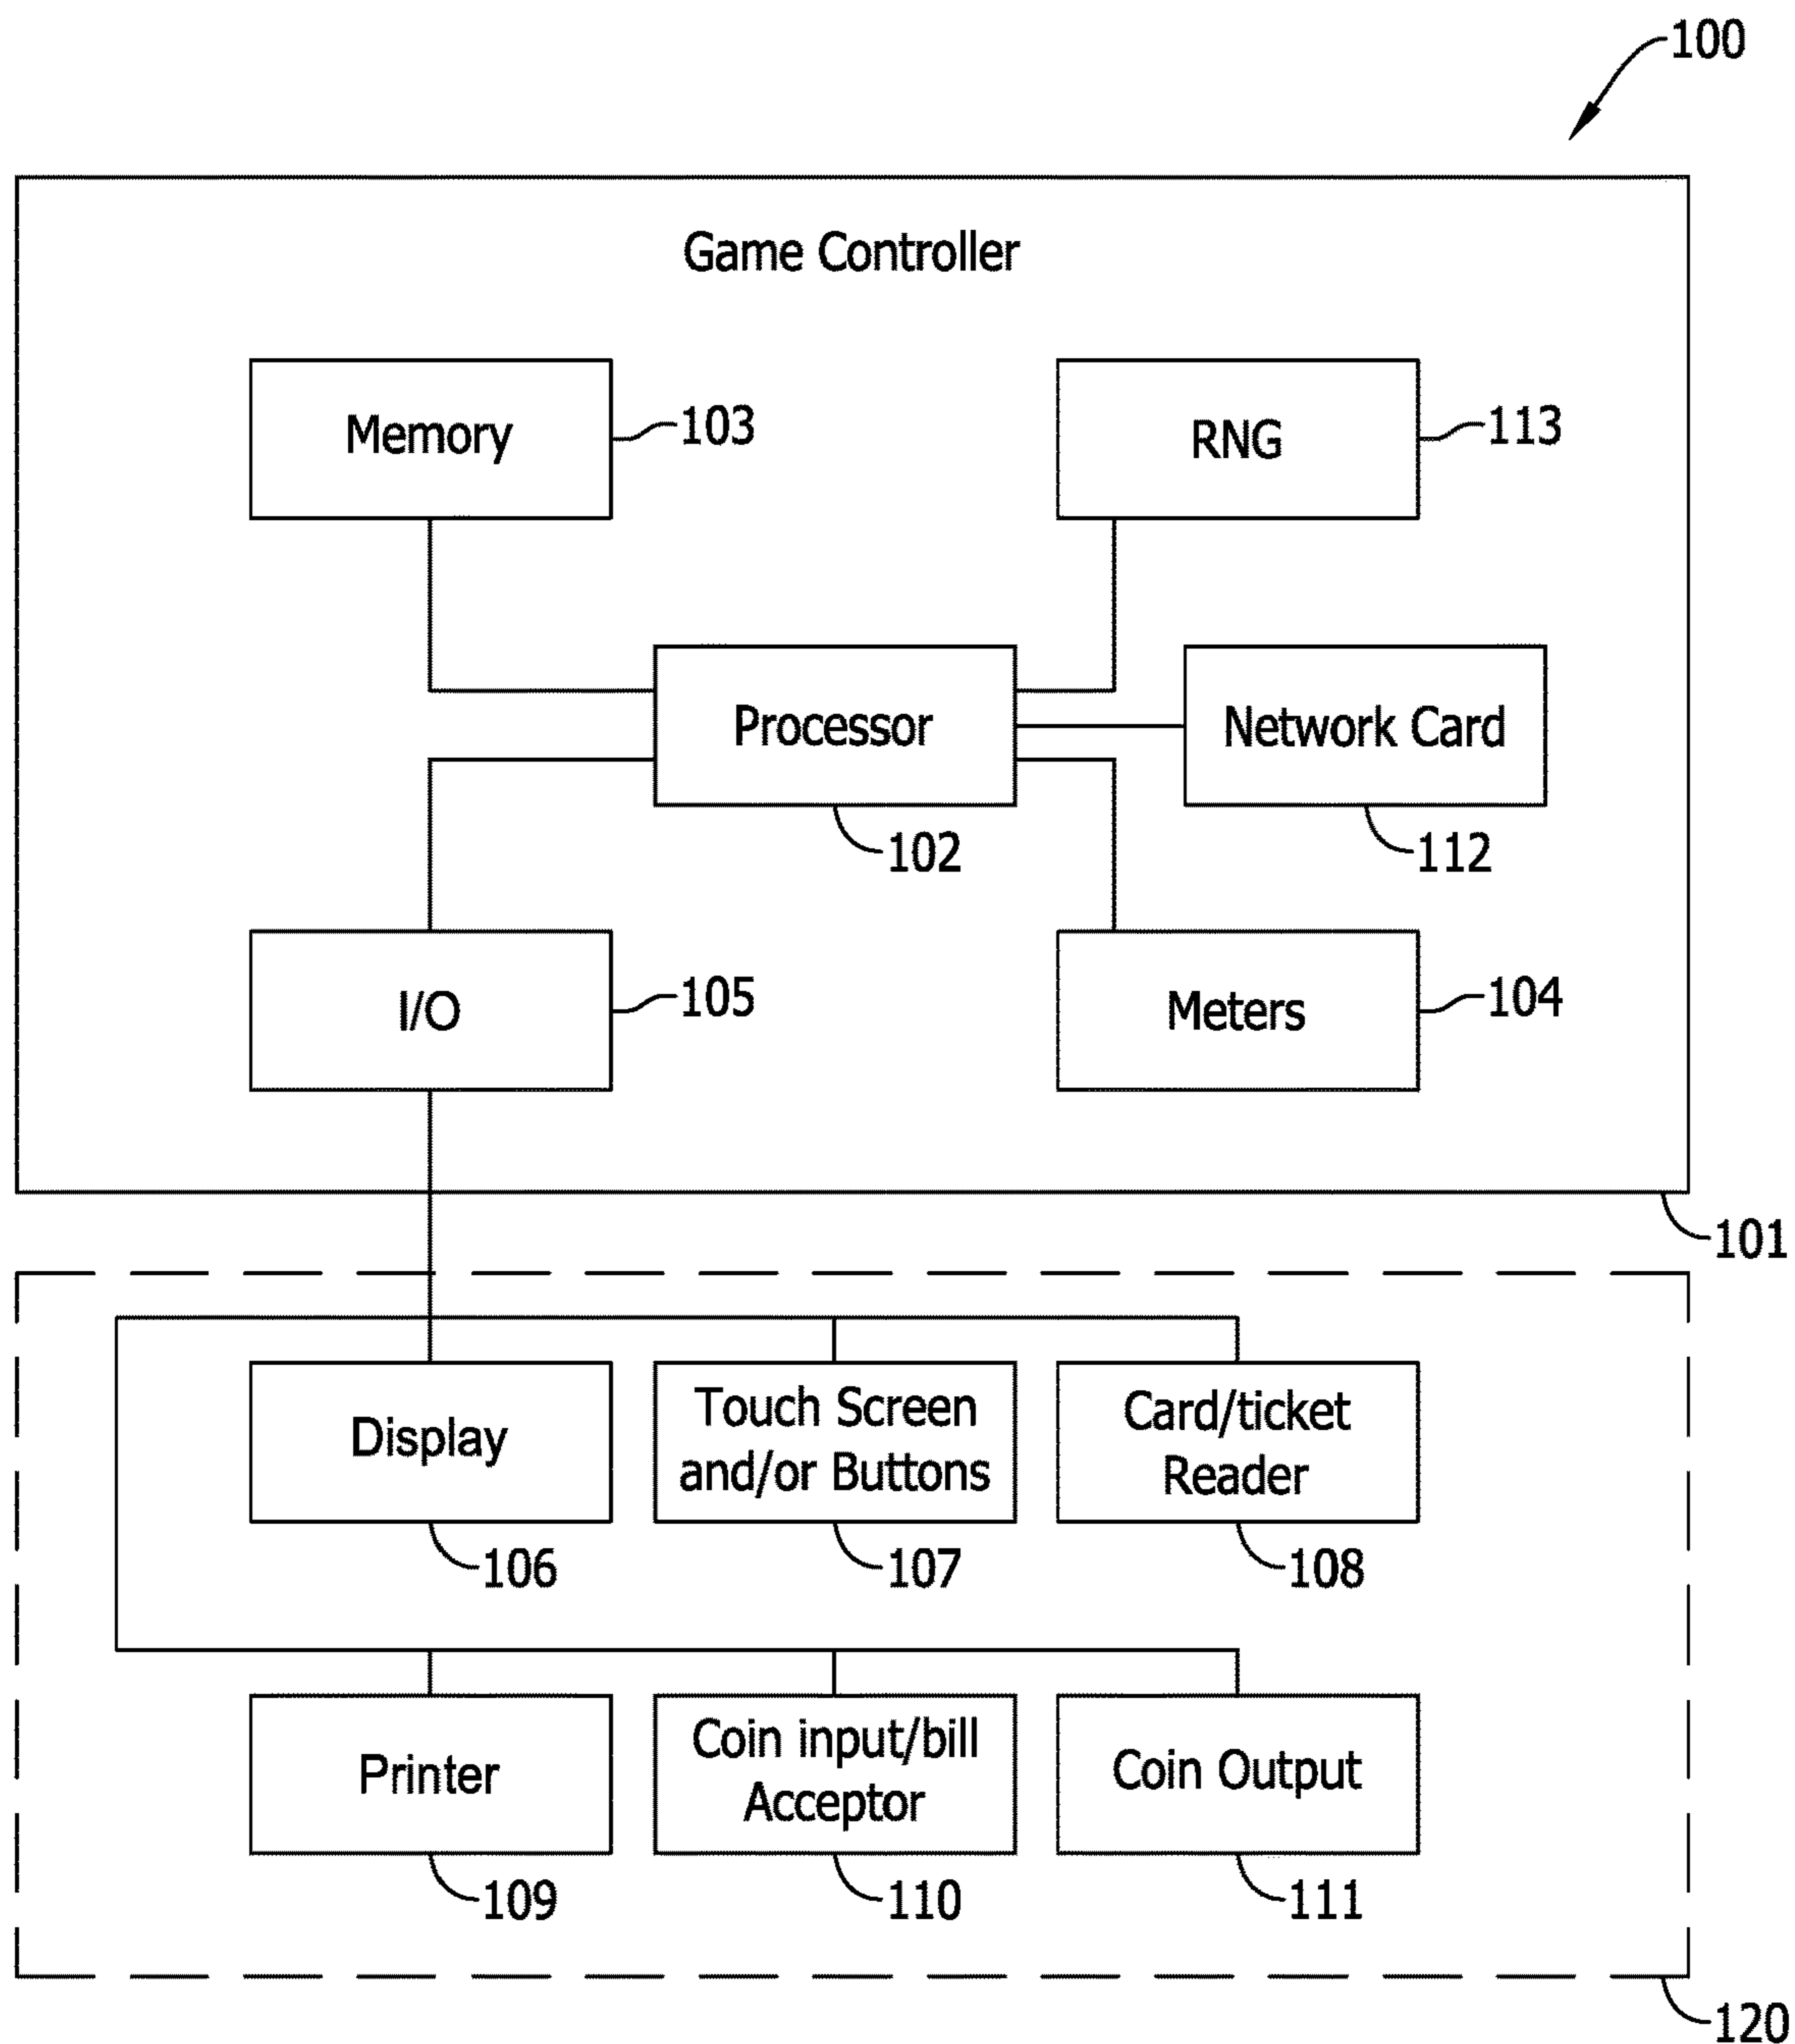 100
Game Controller
Memory
103
RNG
113
Processor
102
Network Card
112
I/O
105
Meters
104
101
Display
106
Touch Screen
and/or Buttons
107
Card/ticket
Reader
108
Printer
109
Coin input/bill
Acceptor
110
Coin Output
111
120